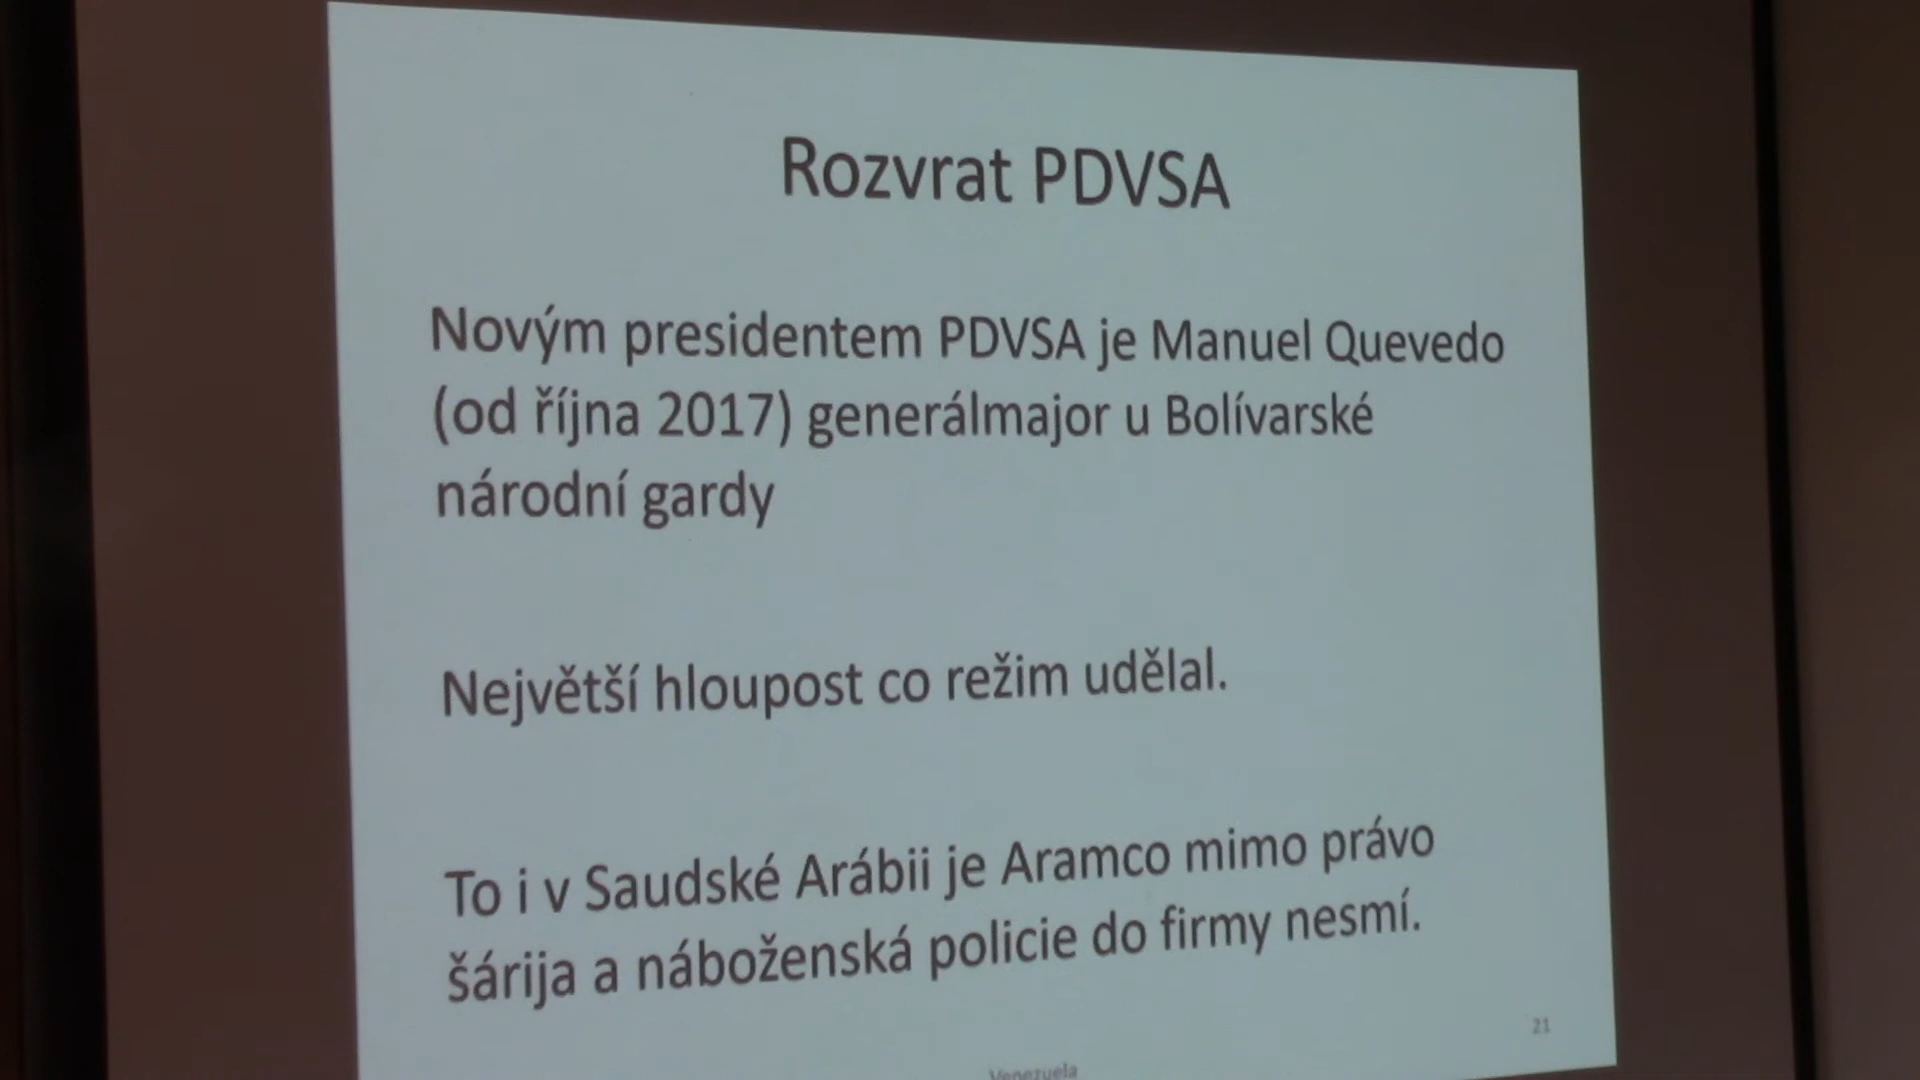 Rozvrat PDVSA
Novým presidentem PDVSA je Manuel Quevedo
(od října 2017) generálmajor u Bolívarské
národní gardy
Největší hloupost co režim udělal.
To i v Saudské Arábii je Aramco mimo právo
šárija a náboženská policie do firmy nesmí.
21
Venezuela